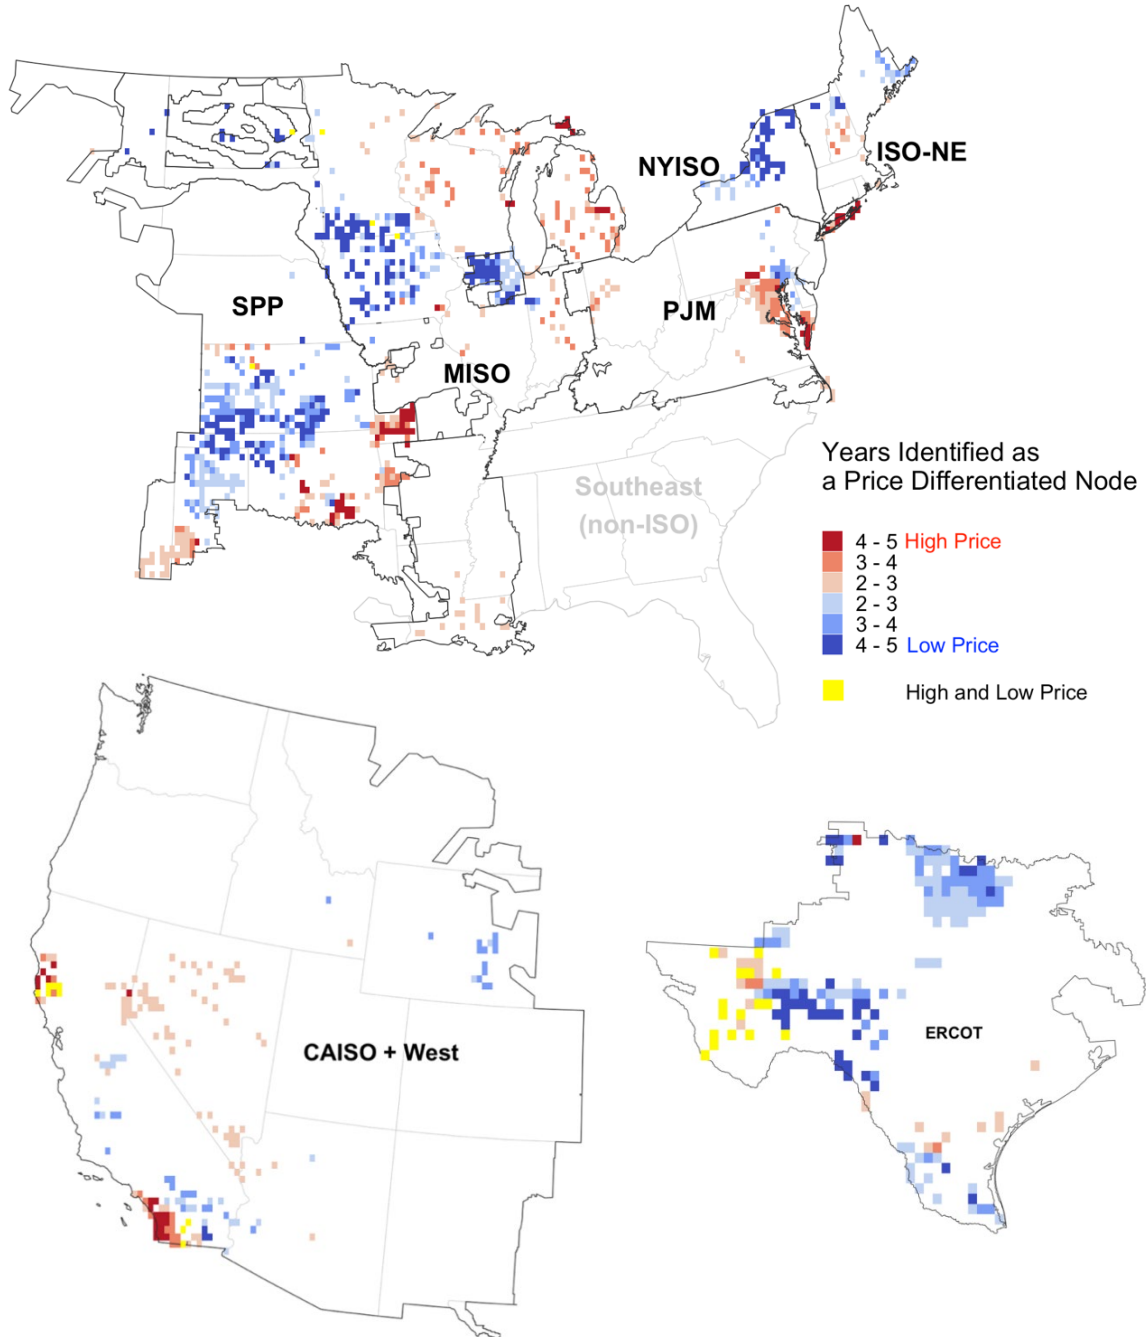 NYISO
ISO-NE
SPP
PJM
MISO
Southeast
(non-ISO)
Years Identified as
a Price Differentiated Node
4 - 5 High Price
3 - 4
2 - 3
2 - 3
3 - 4
4 - 5 Low Price
High and Low Price
CAISO + West
ERCOT